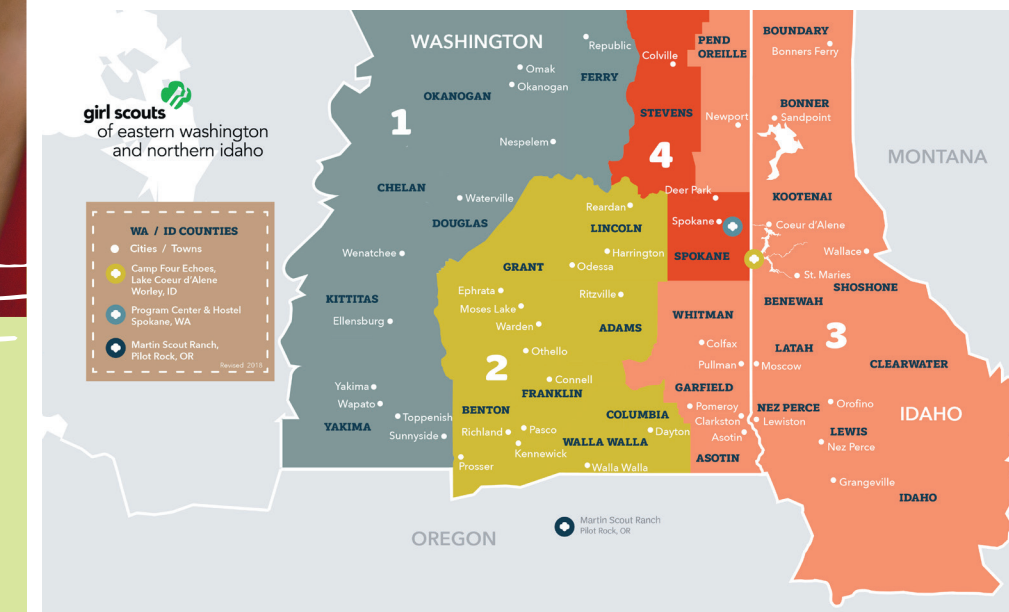 girl scouts
of eastern washington
and northern idaho
WA / ID COUNTIES
Cities / Towns
Camp Four Echoes,
Lake Coeur d'Alene
Worley, ID
Program Center & Hostel
Spokane, WA
Martin Scout Ranch,
Pilot Rock, OR
Revised 2018
WASHINGTON
Republic
Omak
Okanogan
FERRY
OKANOGAN
1
Nespelem
CHELAN
Waterville
DOUGLAS
Wenatchee
KITTITAS
Ellensburg
Yakima
Wapato
Toppenish
YAKIMA
Sunnyside
Colville
STEVENS
4
Deer Park
Spokane
SPOKANE
Reardan
LINCOLN
Harrington
GRANT
Odessa
Ephrata
Ritzville
Moses Lake
Warden
ADAMS
Othello
2
Connell
FRANKLIN
BENTON
COLUMBIA
Richland
Pasco
Dayton
Kennewick
WALLA WALLA
Prosser
Walla Walla
PEND
OREILLE
Newport
BOUNDARY
Bonners Ferry
BONNER
Sandpoint
MONTANA
KOOTENAI
Coeur d'Alene
Wallace
St. Maries
SHOSHONE
BENEWAH
WHITMAN
3
Colfax
LATAH
Pullman
Moscow
CLEARWATER
GARFIELD
Pomeroy
NEZ PERCE
Orofino
IDAHO
Clarkston
Lewiston
Asotin
LEWIS
Nez Perce
ASOTIN
Grangeville
IDAHO
OREGON
Martin Scout Ranch
Pilot Rock, OR